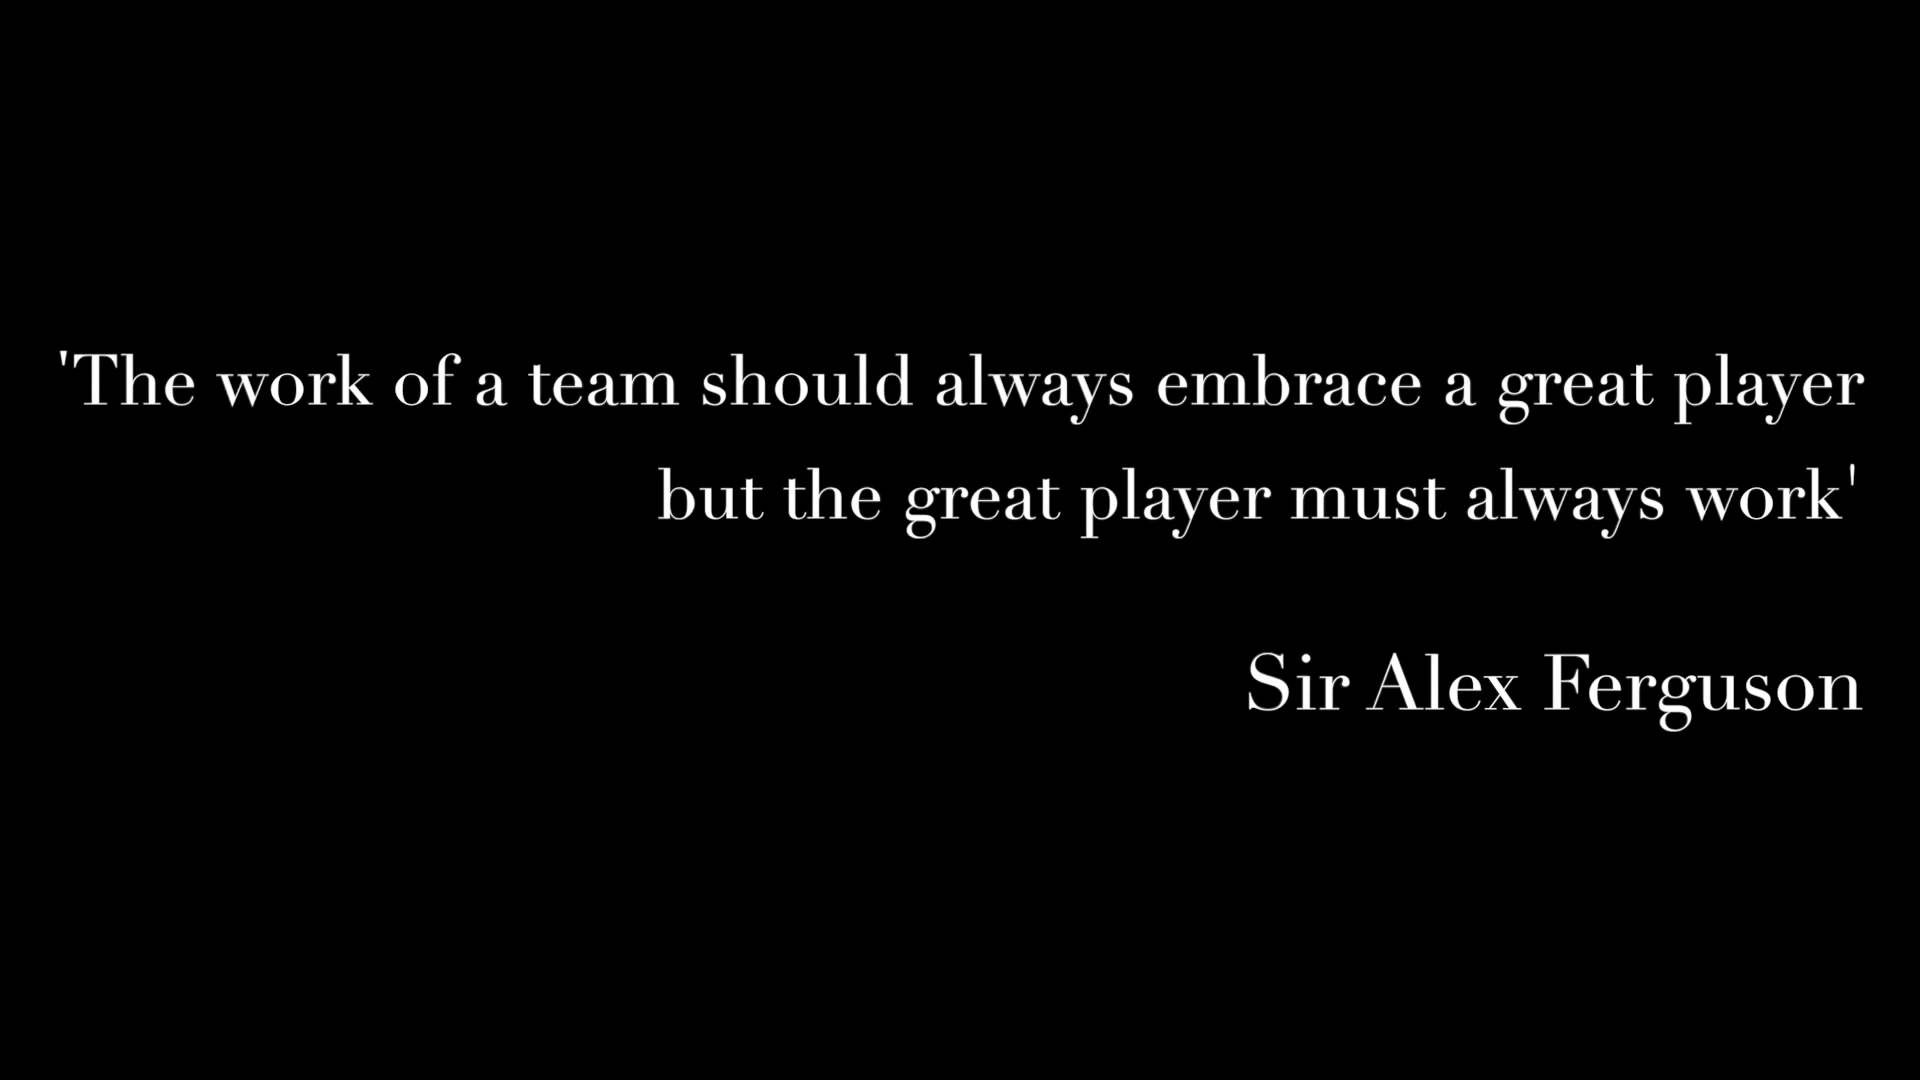 'The work of a team should always embrace a great player
but the great player must always work'
Sir Alex Ferguson